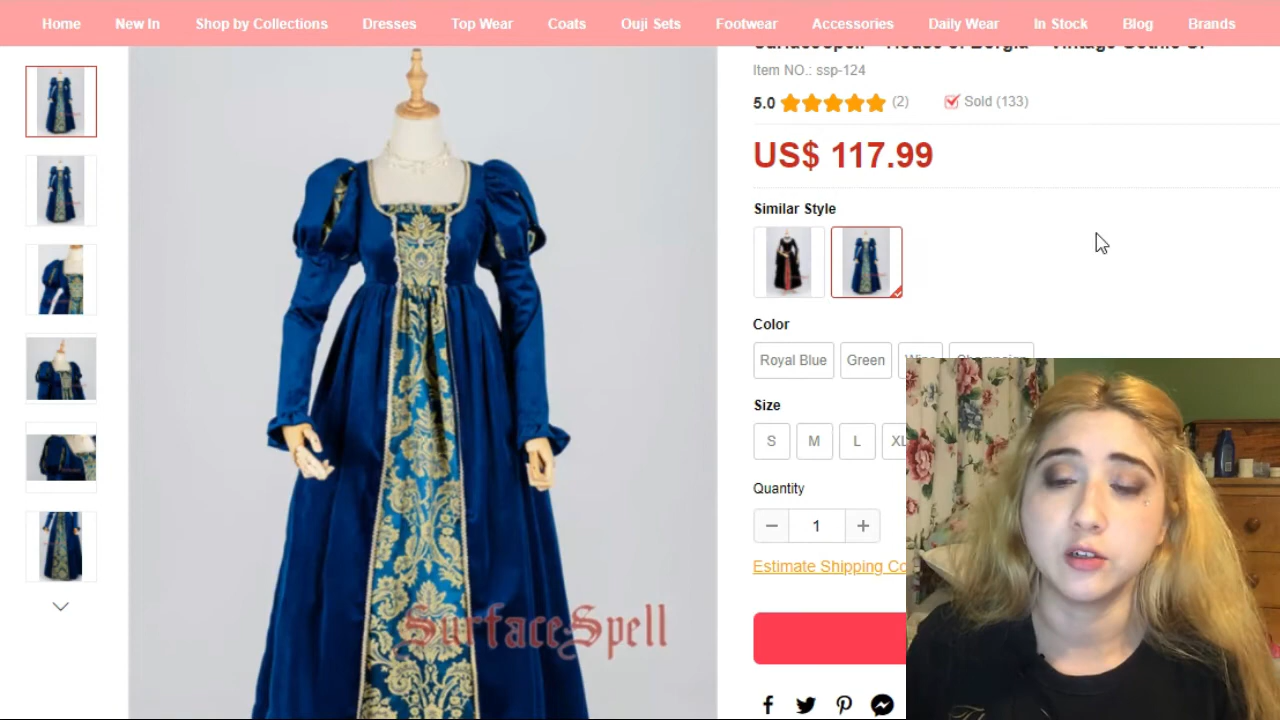 Home New In Shop by Collections Dresses Top Wear Coats Ouji Sets Footwear Accessories Daily Wear In Stock Blog Brands
Item NO.: ssp-124
5.0 (2) Sold (133)
US$ 117.99
Similar Style
Color
Royal Blue Green
Size
S M L XL
Quantity
− 1 +
Estimate Shipping
SurfaceSpell